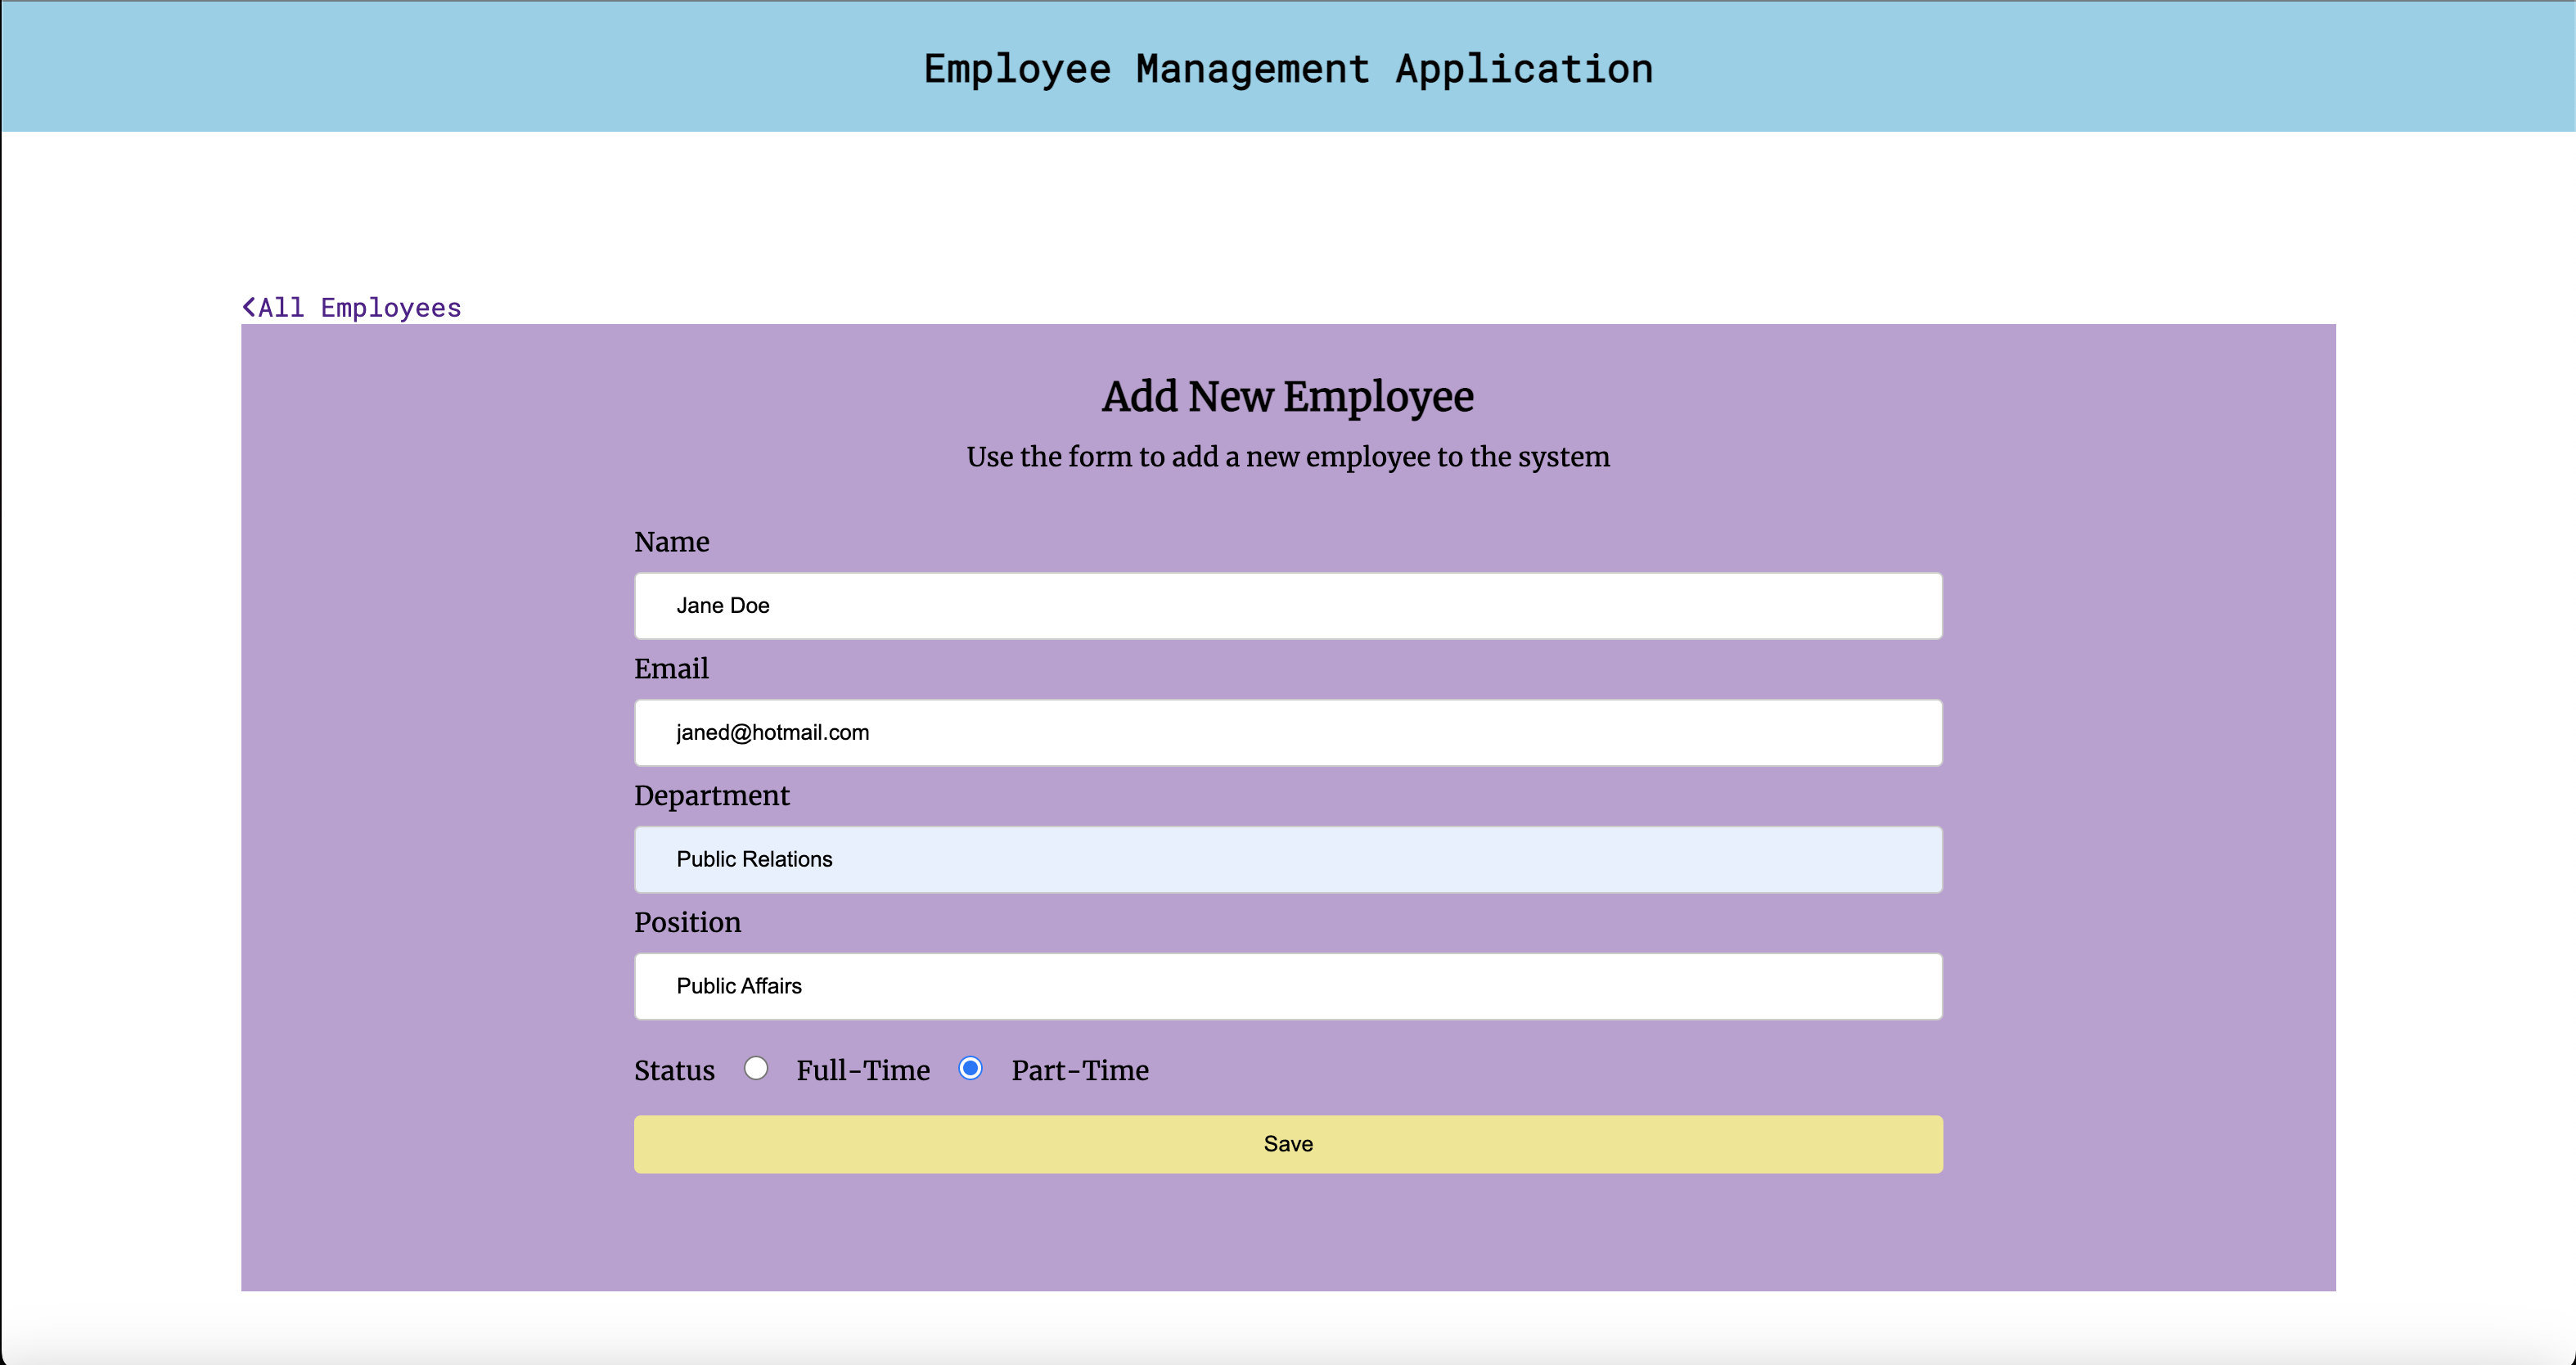 Employee Management Application
All Employees
Add New Employee
Use the form to add a new employee to the system
Name
Jane Doe
Email
janed@hotmail.com
Department
Public Relations
Position
Public Affairs
Status Full-Time Part-Time
Save